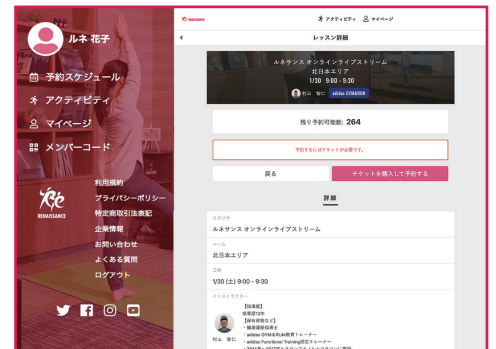 ルネ 花子
予約スケジュール
アクティビティ
マイページ
メンバーコード
RENAISSANCE
利用規約
プライバシーポリシー
特定商取引法表記
企業情報
お問い合わせ
よくある質問
ログアウト
RENAISSANCE
アクティビティ
マイページ
レッスン詳細
ルネサンス オンラインライブストリーム
北日本エリア
1/30 9:00 - 9:30
村山 智仁
adidas GYM&RUN
残り予約可能数: 264
予約するにはチケットが必要です。
戻る
チケットを購入して予約する
詳細
スタジオ
ルネサンス オンラインライブストリーム
ルーム
北日本エリア
日時
1/30 (土) 9:00 - 9:30
インストラクター
村山 智仁
【指導歴】
指導歴13年
【保有資格など】
・健康運動指導士
・adidas GYM&RUN教育トレーナー
・adidas Functional Training認定トレーナー